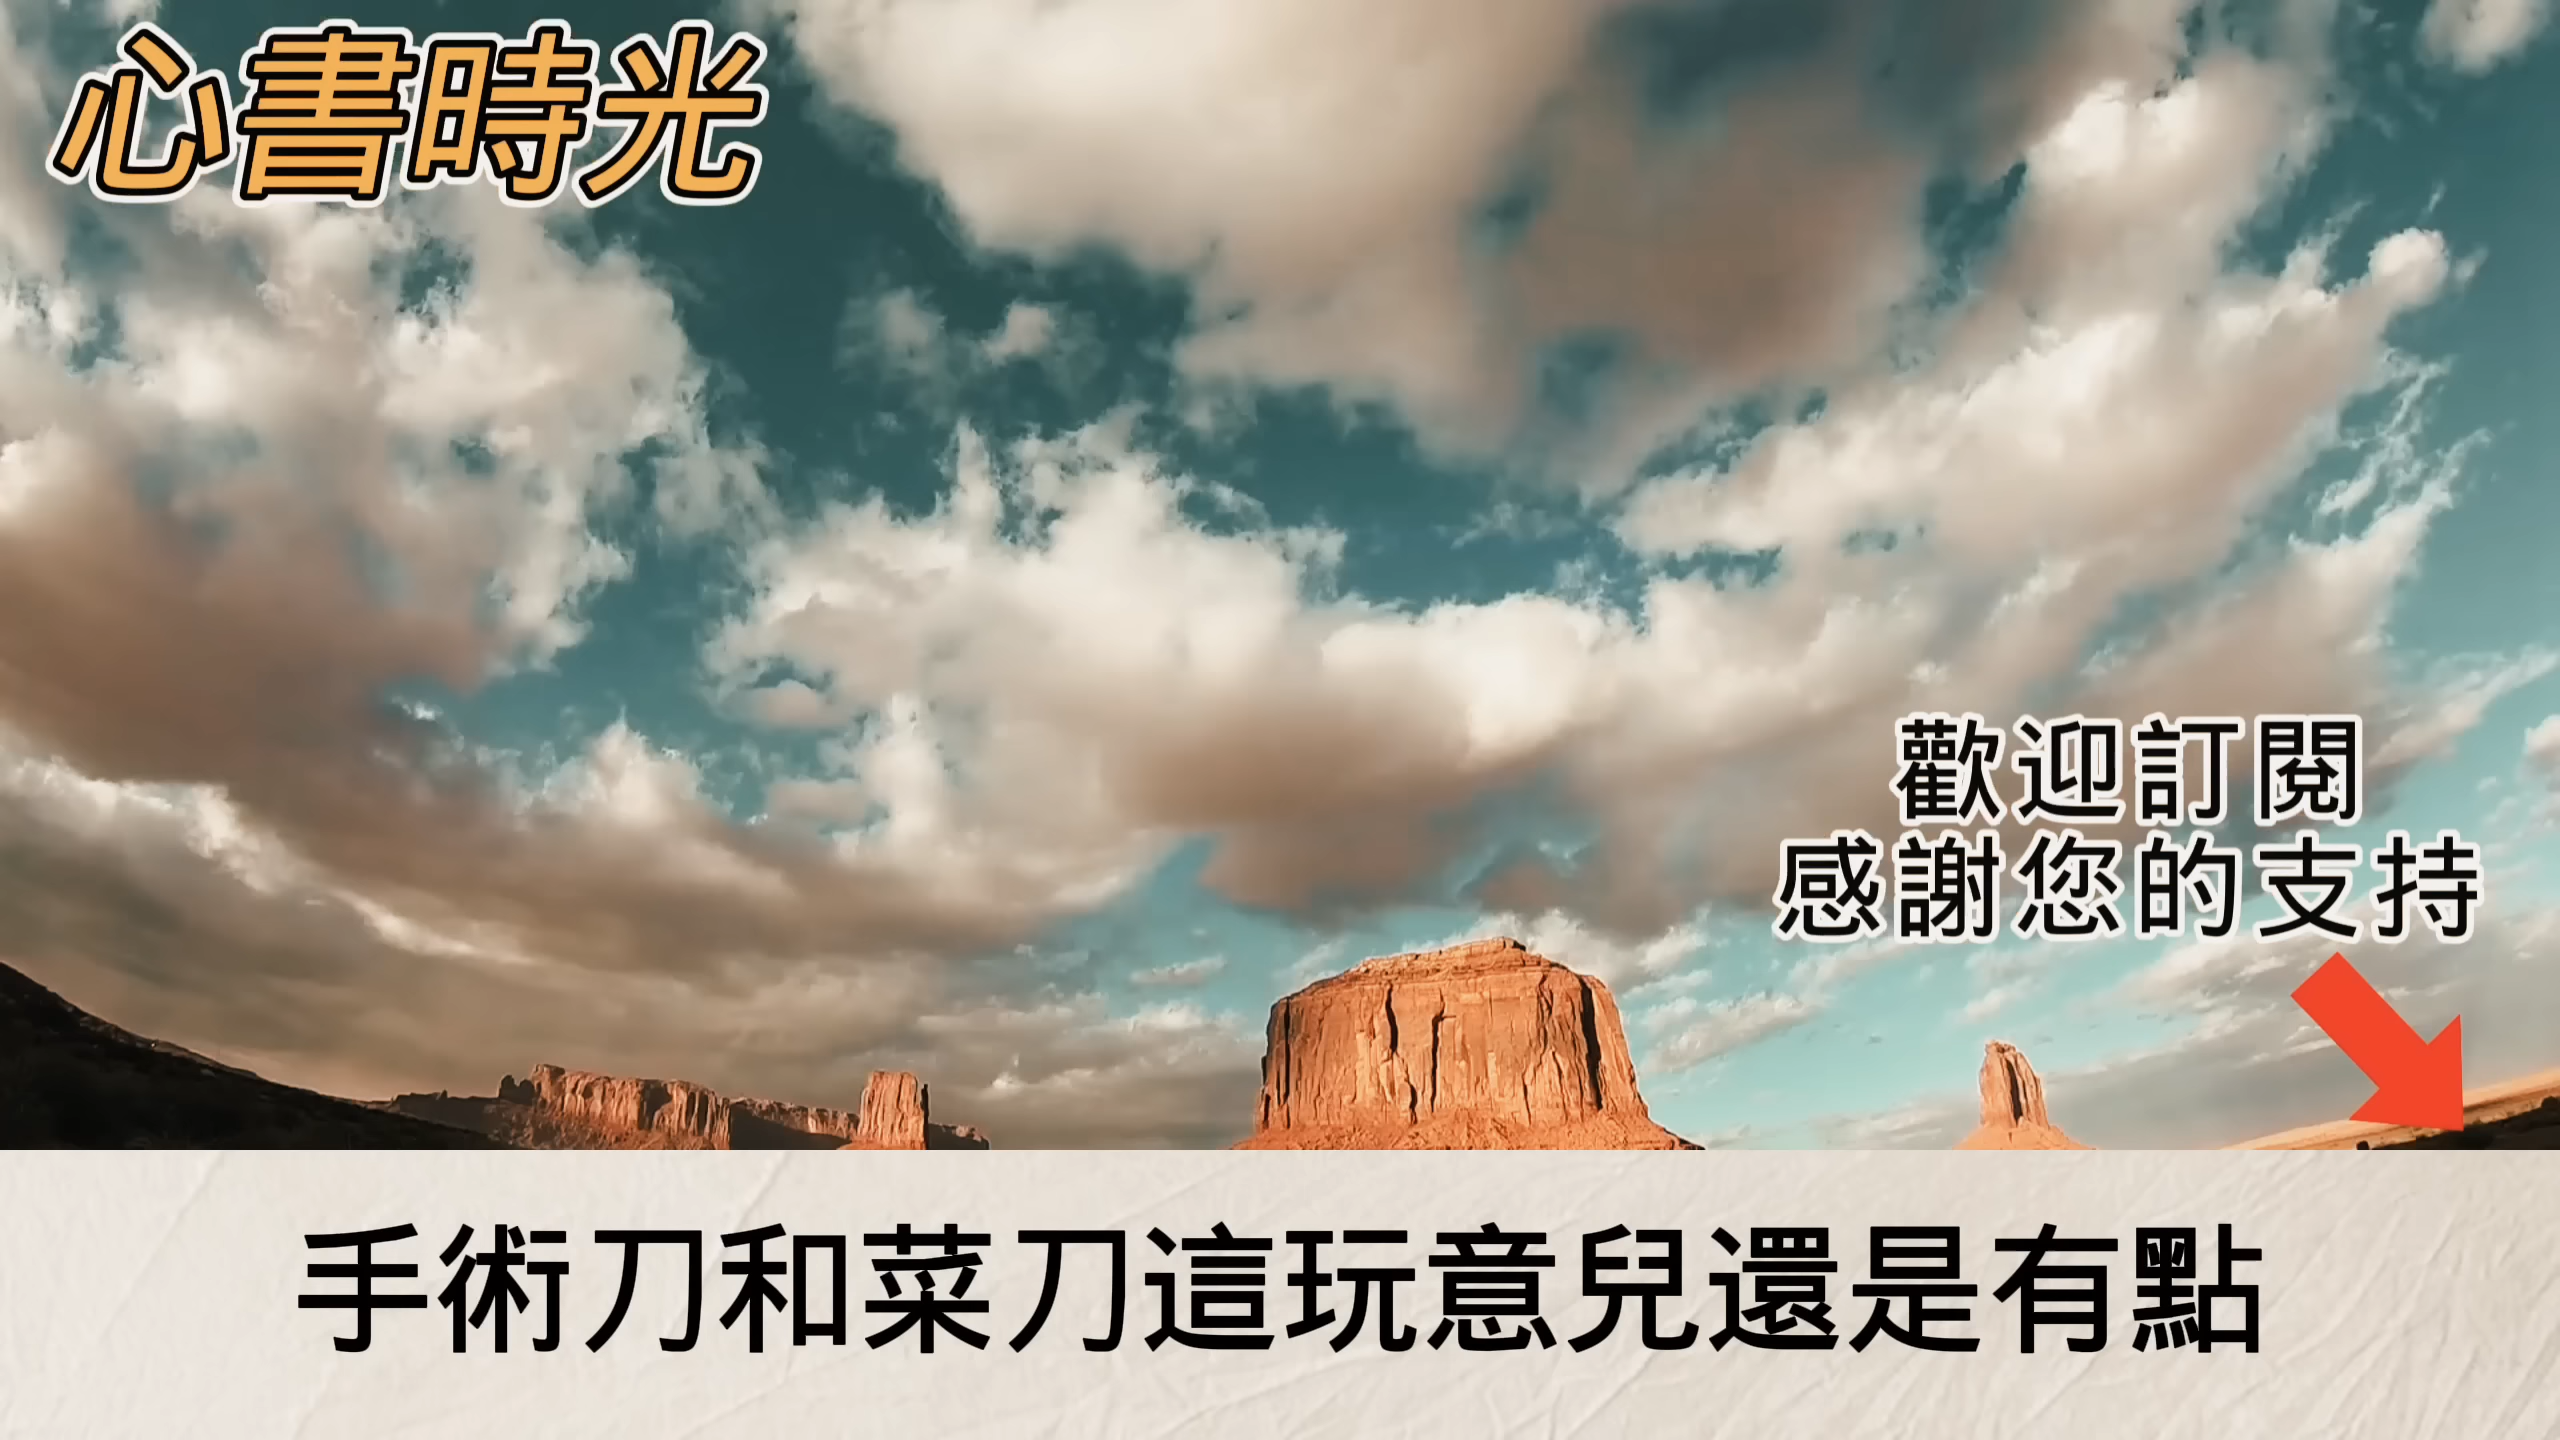 心書時光
歡迎訂閱
感謝您的支持
手術刀和菜刀這玩意兒還是有點